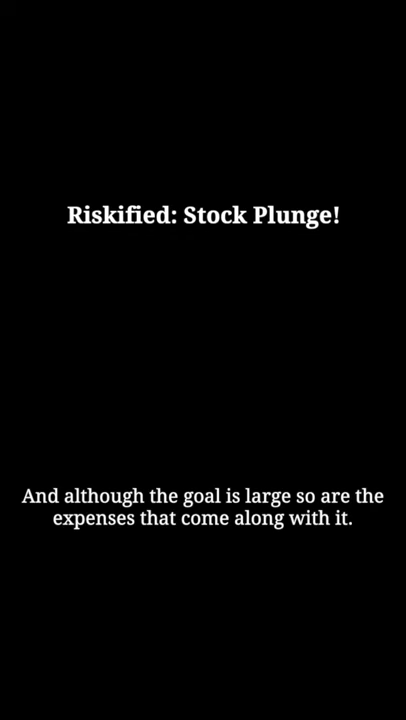 Riskified: Stock Plunge!
And although the goal is large so are the
expenses that come along with it.